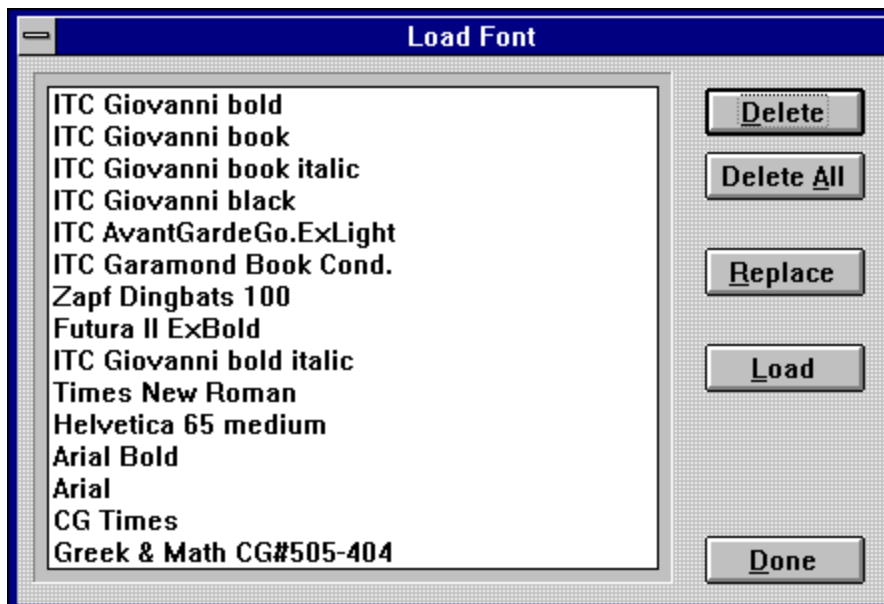 Load Font
ITC Giovanni bold
ITC Giovanni book
ITC Giovanni book italic
ITC Giovanni black
ITC AvantGardeGo.ExLight
ITC Garamond Book Cond.
Zapf Dingbats 100
Futura II ExBold
ITC Giovanni bold italic
Times New Roman
Helvetica 65 medium
Arial Bold
Arial
CG Times
Greek & Math CG#505-404
Delete
Delete All
Replace
Load
Done